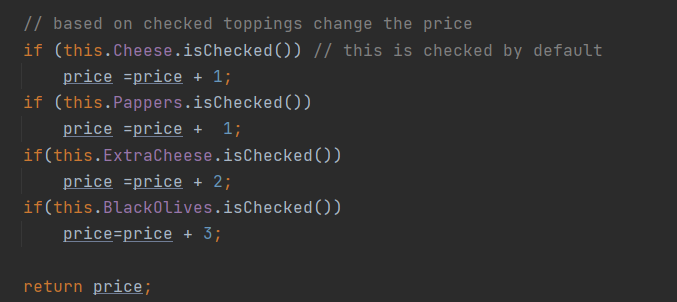 // based on checked toppings change the price
if (this.Cheese.isChecked()) // this is checked by default
price =price + 1;
if (this.Pappers.isChecked())
price =price +  1;
if(this.ExtraCheese.isChecked())
price =price + 2;
if(this.BlackOlives.isChecked())
price=price + 3;
return price;